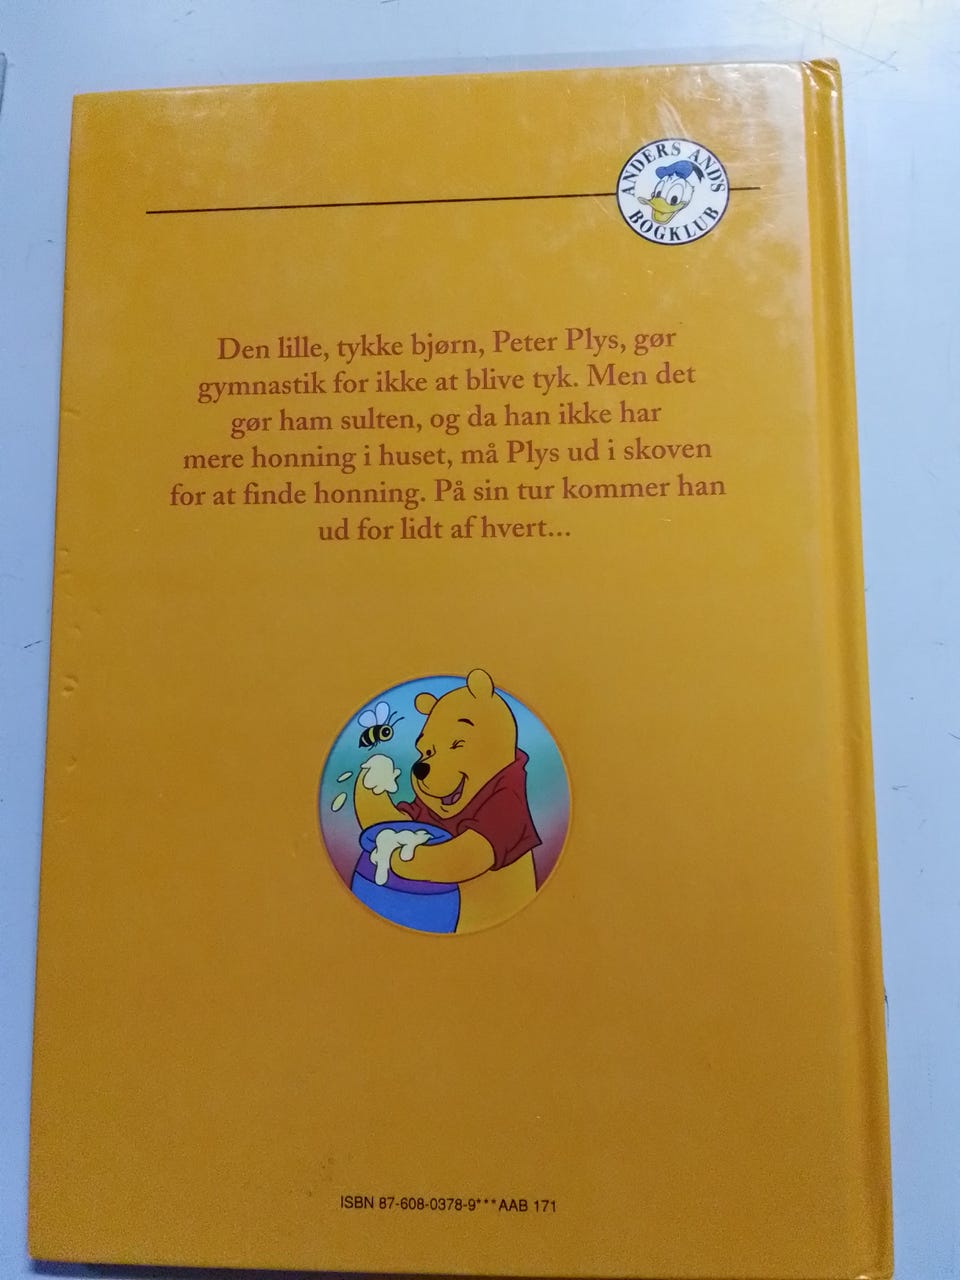 ANDERS AND'S
BOGKLUB
Den lille, tykke bjørn, Peter Plys, gør
gymnastik for ikke at blive tyk. Men det
gør ham sulten, og da han ikke har
mere honning i huset, må Plys ud i skoven
for at finde honning. På sin tur kommer han
ud for lidt af hvert...
ISBN 87-608-0378-9***AAB 171